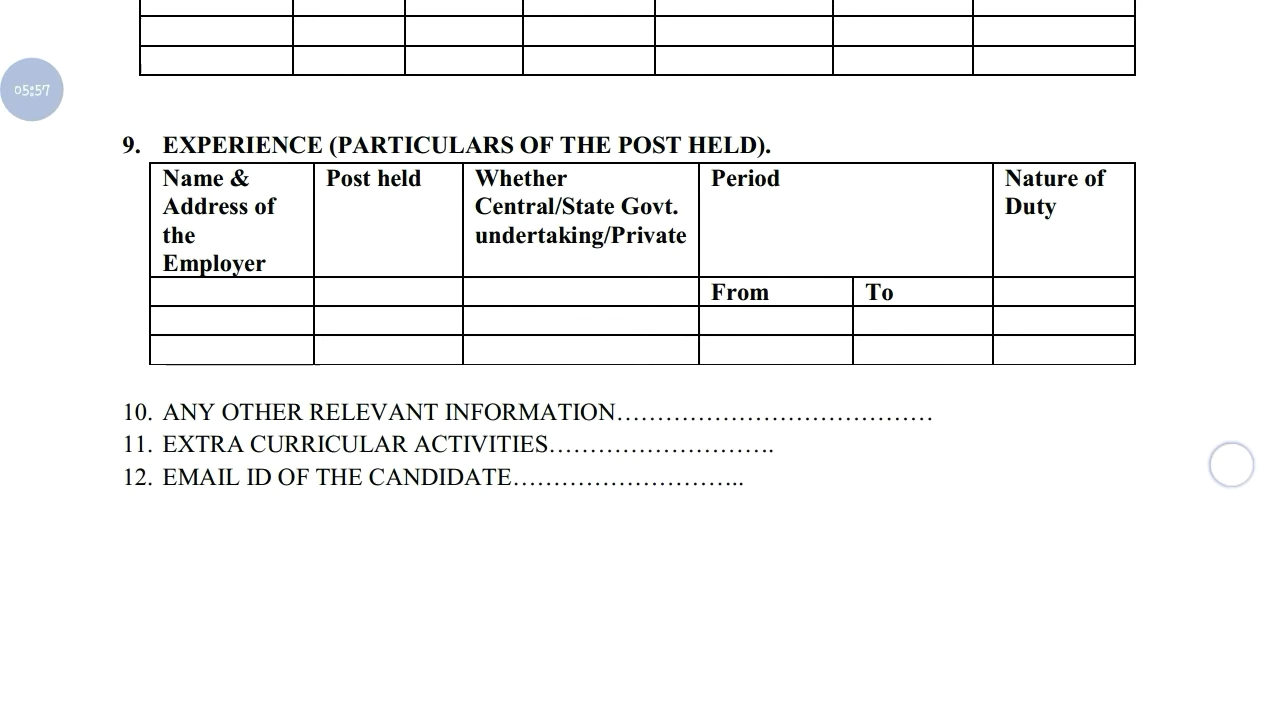 05:57
9. EXPERIENCE (PARTICULARS OF THE POST HELD).
Name & Address of the Employer
Post held
Whether Central/State Govt. undertaking/Private
Period
Nature of Duty
From
To
10. ANY OTHER RELEVANT INFORMATION…………………………………
11. EXTRA CURRICULAR ACTIVITIES……………………….
12. EMAIL ID OF THE CANDIDATE………………………..